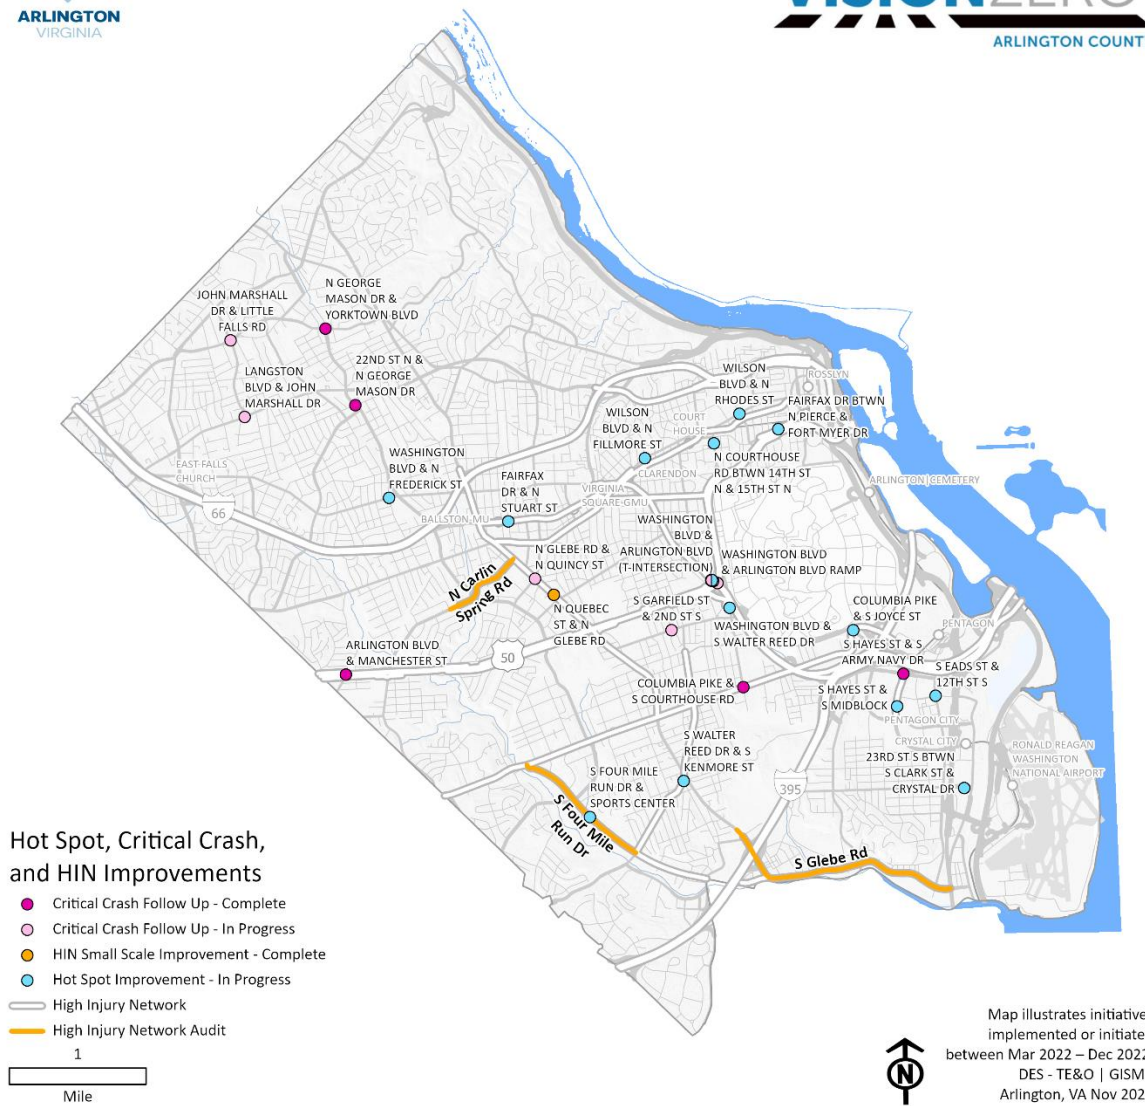 ARLINGTON
VIRGINIA
VISIONZERO
ARLINGTON COUNT
JOHN MARSHALL
DR & LITTLE
FALLS RD
N GEORGE
MASON DR &
YORKTOWN BLVD
LANGSTON
BLVD & JOHN
MARSHALL DR
22ND ST N &
N GEORGE
MASON DR
WILSON
BLVD & N
RHODES ST
ROSSLYN
FAIRFAX DR BTWN
N PIERCE &
FORT MYER DR
WILSON
BLVD & N
FILLMORE ST
COURT
HOUSE
N COURTHOUSE
RD BTWN 14TH ST
N & 15TH ST N
CLARENDON
EAST FALLS
CHURCH
WASHINGTON
BLVD & N
FREDERICK ST
FAIRFAX
DR & N
STUART ST
VIRGINIA
SQUARE-GMU
ARLINGTON CEMETERY
66
BALLSTON-MU
WASHINGTON
BLVD &
ARLINGTON BLVD
(T-INTERSECTION)
WASHINGTON BLVD
& ARLINGTON BLVD RAMP
N GLEBE RD &
N QUINCY ST
N Carlin
Spring Rd
N QUEBEC
ST & N
GLEBE RD
S GARFIELD ST
& 2ND ST S
WASHINGTON BLVD &
S WALTER REED DR
COLUMBIA PIKE
& S JOYCE ST
PENTAGON
ARLINGTON BLVD
& MANCHESTER ST
50
S HAYES ST & S
ARMY NAVY DR
S EADS ST &
12TH ST S
COLUMBIA PIKE &
S COURTHOUSE RD
S HAYES ST &
S MIDBLOCK
PENTAGON CITY
CRYSTAL CITY
S WALTER
REED DR & S
KENMORE ST
23RD ST S BTWN
S CLARK ST &
CRYSTAL DR
RONALD REAGAN
WASHINGTON
NATIONAL AIRPORT
S FOUR MILE
RUN DR &
SPORTS CENTER
395
S Four Mile
Run Dr
S Glebe Rd
Hot Spot, Critical Crash,
and HIN Improvements
Critical Crash Follow Up - Complete
Critical Crash Follow Up - In Progress
HIN Small Scale Improvement - Complete
Hot Spot Improvement - In Progress
High Injury Network
High Injury Network Audit
1
Mile
N
Map illustrates initiative
implemented or initiate
between Mar 2022 – Dec 2022
DES - TE&O | GISM
Arlington, VA Nov 202